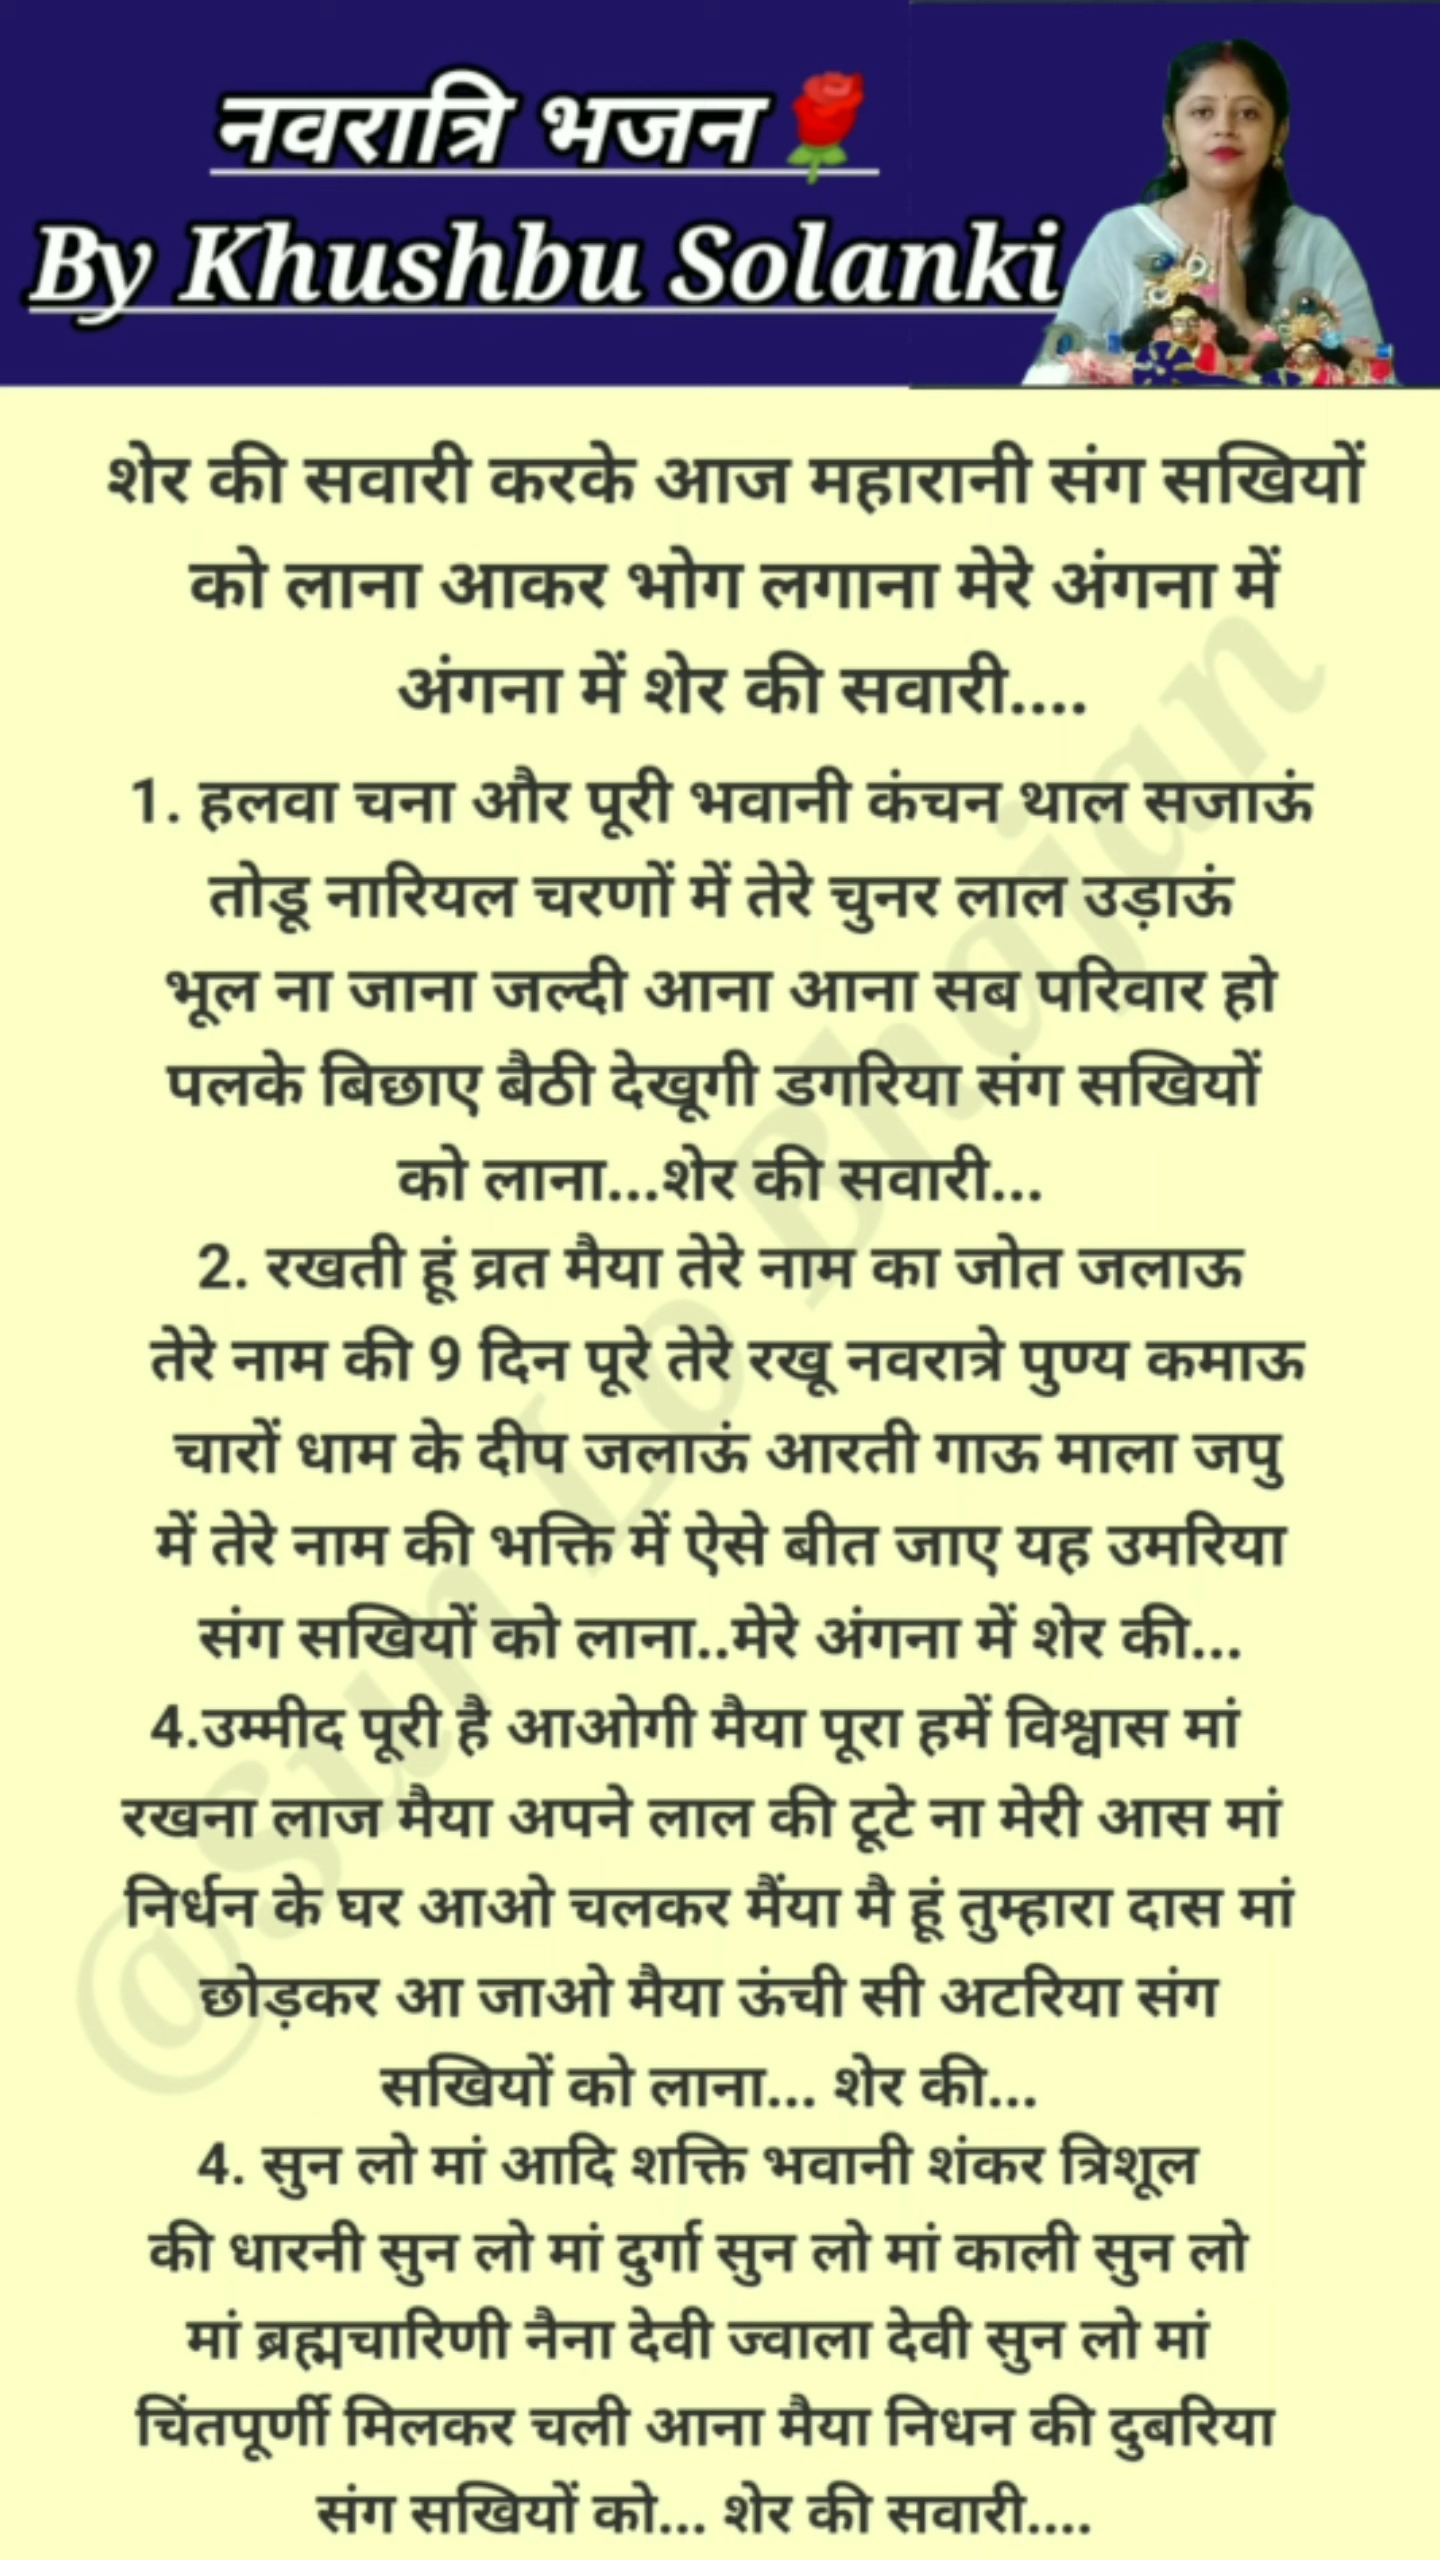 नवरात्रि भजन🌹
By Khushbu Solanki
शेर की सवारी करके आज महारानी संग सखियों
को लाना आकर भोग लगाना मेरे अंगना में
अंगना में शेर की सवारी....
1. हलवा चना और पूरी भवानी कंचन थाल सजाऊं
तोडू नारियल चरणों में तेरे चुनर लाल उड़ाऊं
भूल ना जाना जल्दी आना आना सब परिवार हो
पलके बिछाए बैठी देखूगी डगरिया संग सखियों
को लाना...शेर की सवारी...
2. रखती हूं व्रत मैया तेरे नाम का जोत जलाऊ
तेरे नाम की 9 दिन पूरे तेरे रखू नवरात्रे पुण्य कमाऊ
चारों धाम के दीप जलाऊं आरती गाऊ माला जपु
में तेरे नाम की भक्ति में ऐसे बीत जाए यह उमरिया
संग सखियों को लाना..मेरे अंगना में शेर की...
4.उम्मीद पूरी है आओगी मैया पूरा हमें विश्वास मां
रखना लाज मैया अपने लाल की टूटे ना मेरी आस मां
निर्धन के घर आओ चलकर मैंया मै हूं तुम्हारा दास मां
छोड़कर आ जाओ मैया ऊंची सी अटरिया संग
सखियों को लाना... शेर की...
4. सुन लो मां आदि शक्ति भवानी शंकर त्रिशूल
की धारनी सुन लो मां दुर्गा सुन लो मां काली सुन लो
मां ब्रह्मचारिणी नैना देवी ज्वाला देवी सुन लो मां
चिंतपूर्णी मिलकर चली आना मैया निधन की दुबरिया
संग सखियों को... शेर की सवारी....
@Sun Lo Bhajan